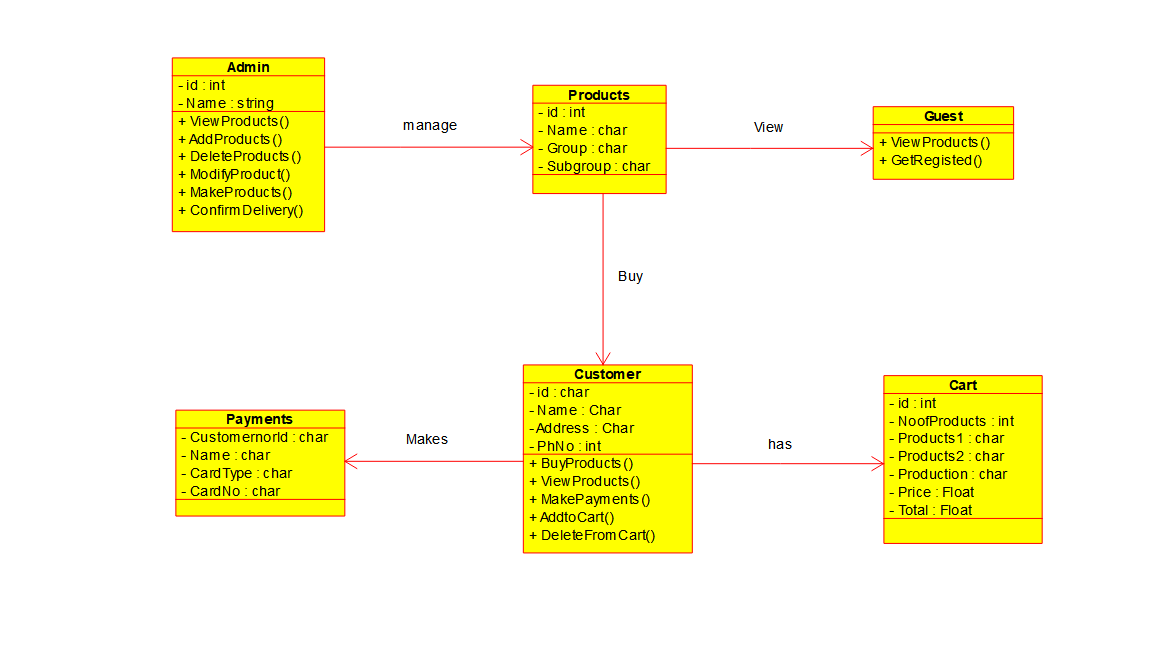 Admin
- id : int
- Name : string
+ ViewProducts()
+ AddProducts()
+ DeleteProducts()
+ ModifyProduct()
+ MakeProducts()
+ ConfirmDelivery()
manage
Products
- id : int
- Name : char
- Group : char
- Subgroup : char
View
Guest
+ ViewProducts()
+ GetRegisted()
Buy
Payments
- CustomernorId : char
- Name : char
- CardType : char
- CardNo : char
Makes
Customer
- id : char
- Name : Char
- Address : Char
- PhNo : int
+ BuyProducts()
+ ViewProducts()
+ MakePayments()
+ AddtoCart()
+ DeleteFromCart()
has
Cart
- id : int
- NoofProducts : int
- Products1 : char
- Products2 : char
- Production : char
- Price : Float
- Total : Float